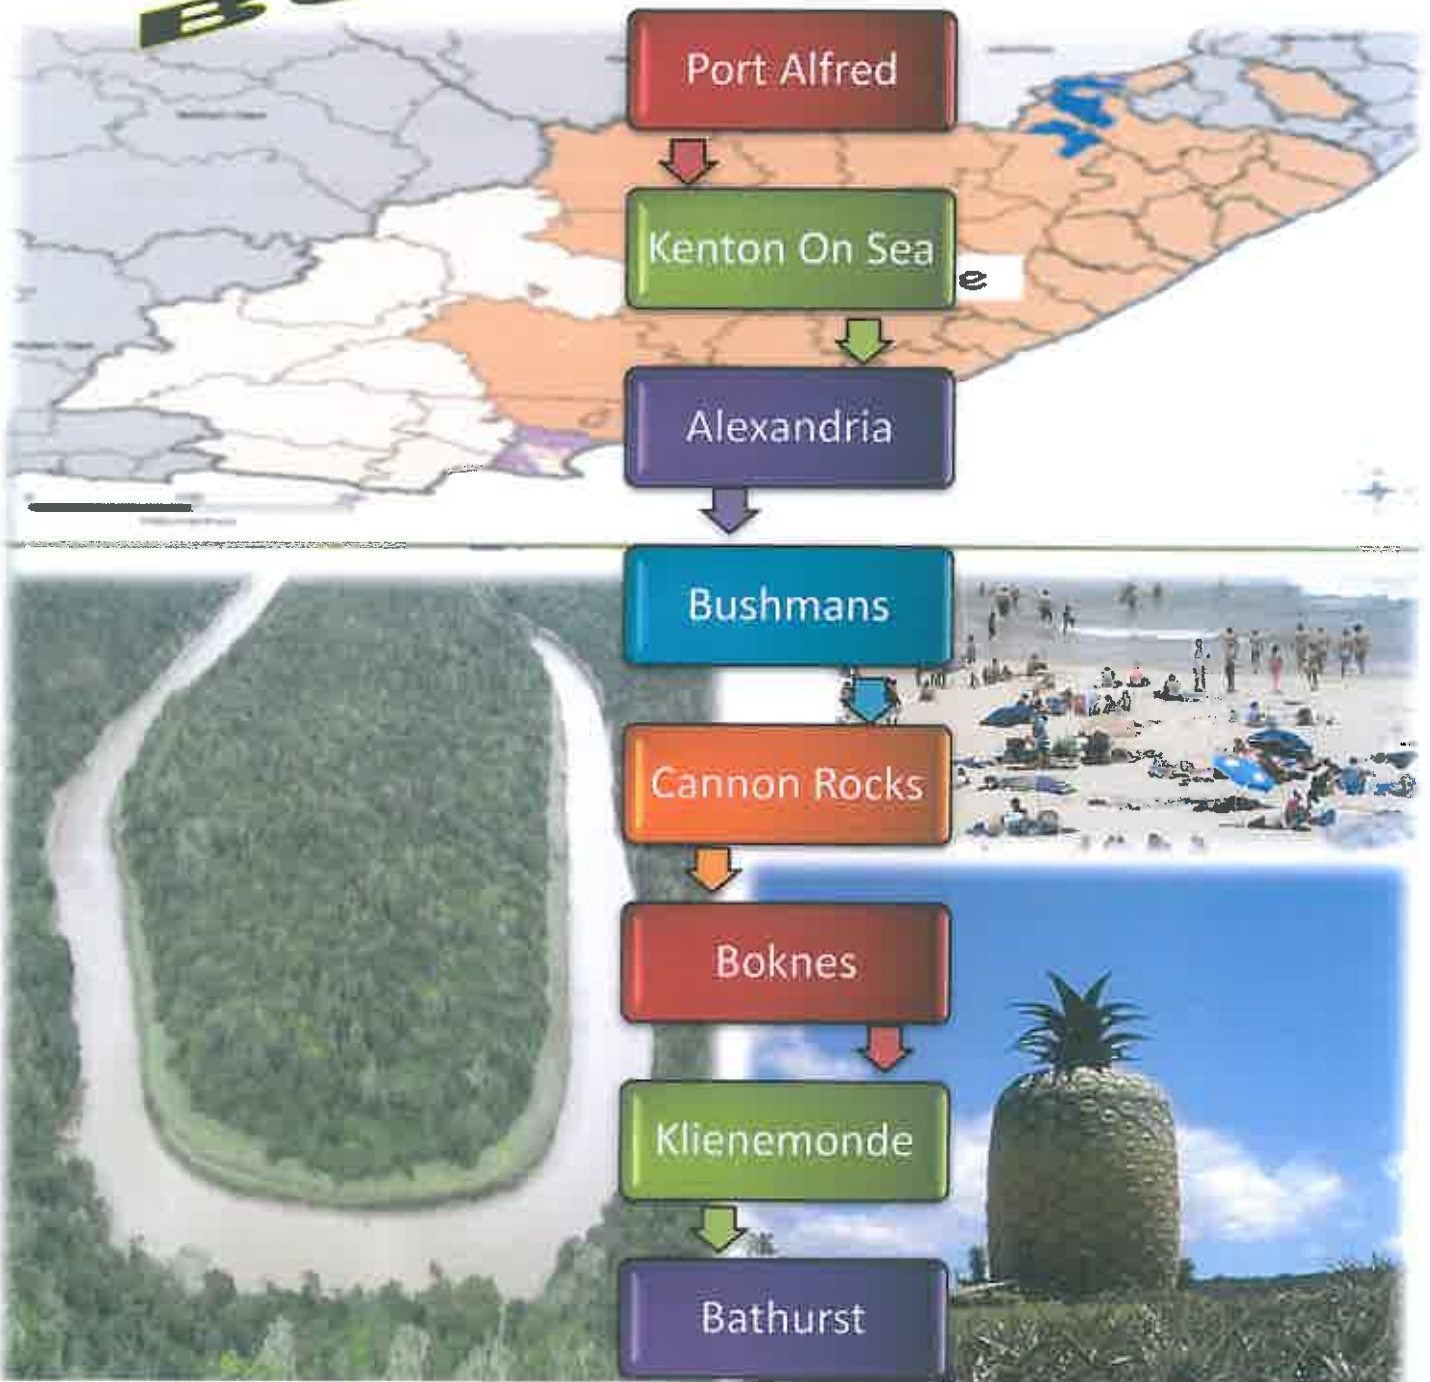 Port Alfred
Kenton On Sea
e
Alexandria
Bushmans
Cannon Rocks
Boknes
Klienemonde
Bathurst